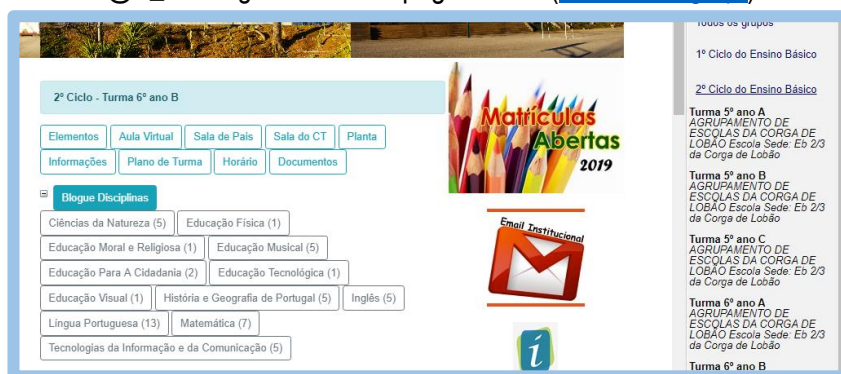 Todos os grupos
1º Ciclo do Ensino Básico
2º Ciclo do Ensino Básico
Turma 5º ano A
AGRUPAMENTO DE
ESCOLAS DA CORGA DE
LOBÃO Escola Sede: Eb 2/3
da Corga de Lobão
Turma 5º ano B
AGRUPAMENTO DE
ESCOLAS DA CORGA DE
LOBÃO Escola Sede: Eb 2/3
da Corga de Lobão
Turma 5º ano C
AGRUPAMENTO DE
ESCOLAS DA CORGA DE
LOBÃO Escola Sede: Eb 2/3
da Corga de Lobão
Turma 6º ano A
AGRUPAMENTO DE
ESCOLAS DA CORGA DE
LOBÃO Escola Sede: Eb 2/3
da Corga de Lobão
Turma 6º ano B
2º Ciclo - Turma 6º ano B
Elementos Aula Virtual Sala de Pais Sala do CT Planta
Informações Plano de Turma Horário Documentos
Blogue Disciplinas
Ciências da Natureza (5) Educação Física (1)
Educação Moral e Religiosa (1) Educação Musical (5)
Educação Para A Cidadania (2) Educação Tecnológica (1)
Educação Visual (1) História e Geografia de Portugal (5) Inglês (5)
Língua Portuguesa (13) Matemática (7)
Tecnologias da Informação e da Comunicação (5)
Matrículas
Abertas
2019
Email Institucional
i